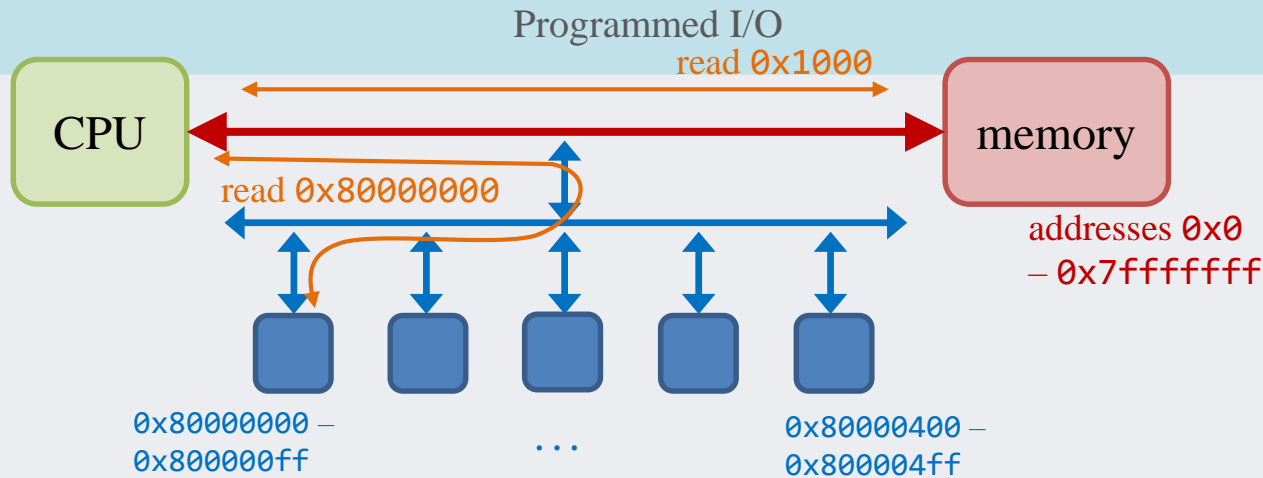 Programmed I/O
read 0x1000
CPU
memory
read 0x80000000
addresses 0x0
– 0x7fffffff
0x80000000 –
0x800000ff
...
0x80000400 –
0x800004ff